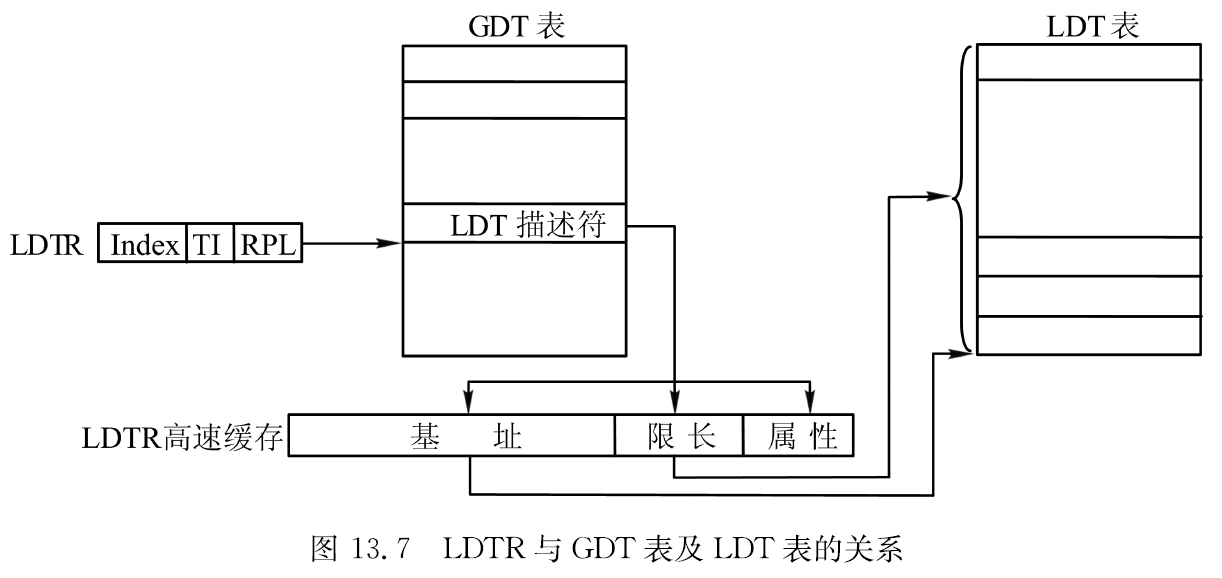 GDT 表
LDT 表
LDT 描述符
LDTR Index TI RPL
LDTR高速缓存 基 址 限 长 属 性
图 13.7 LDTR 与 GDT 表及 LDT 表的关系